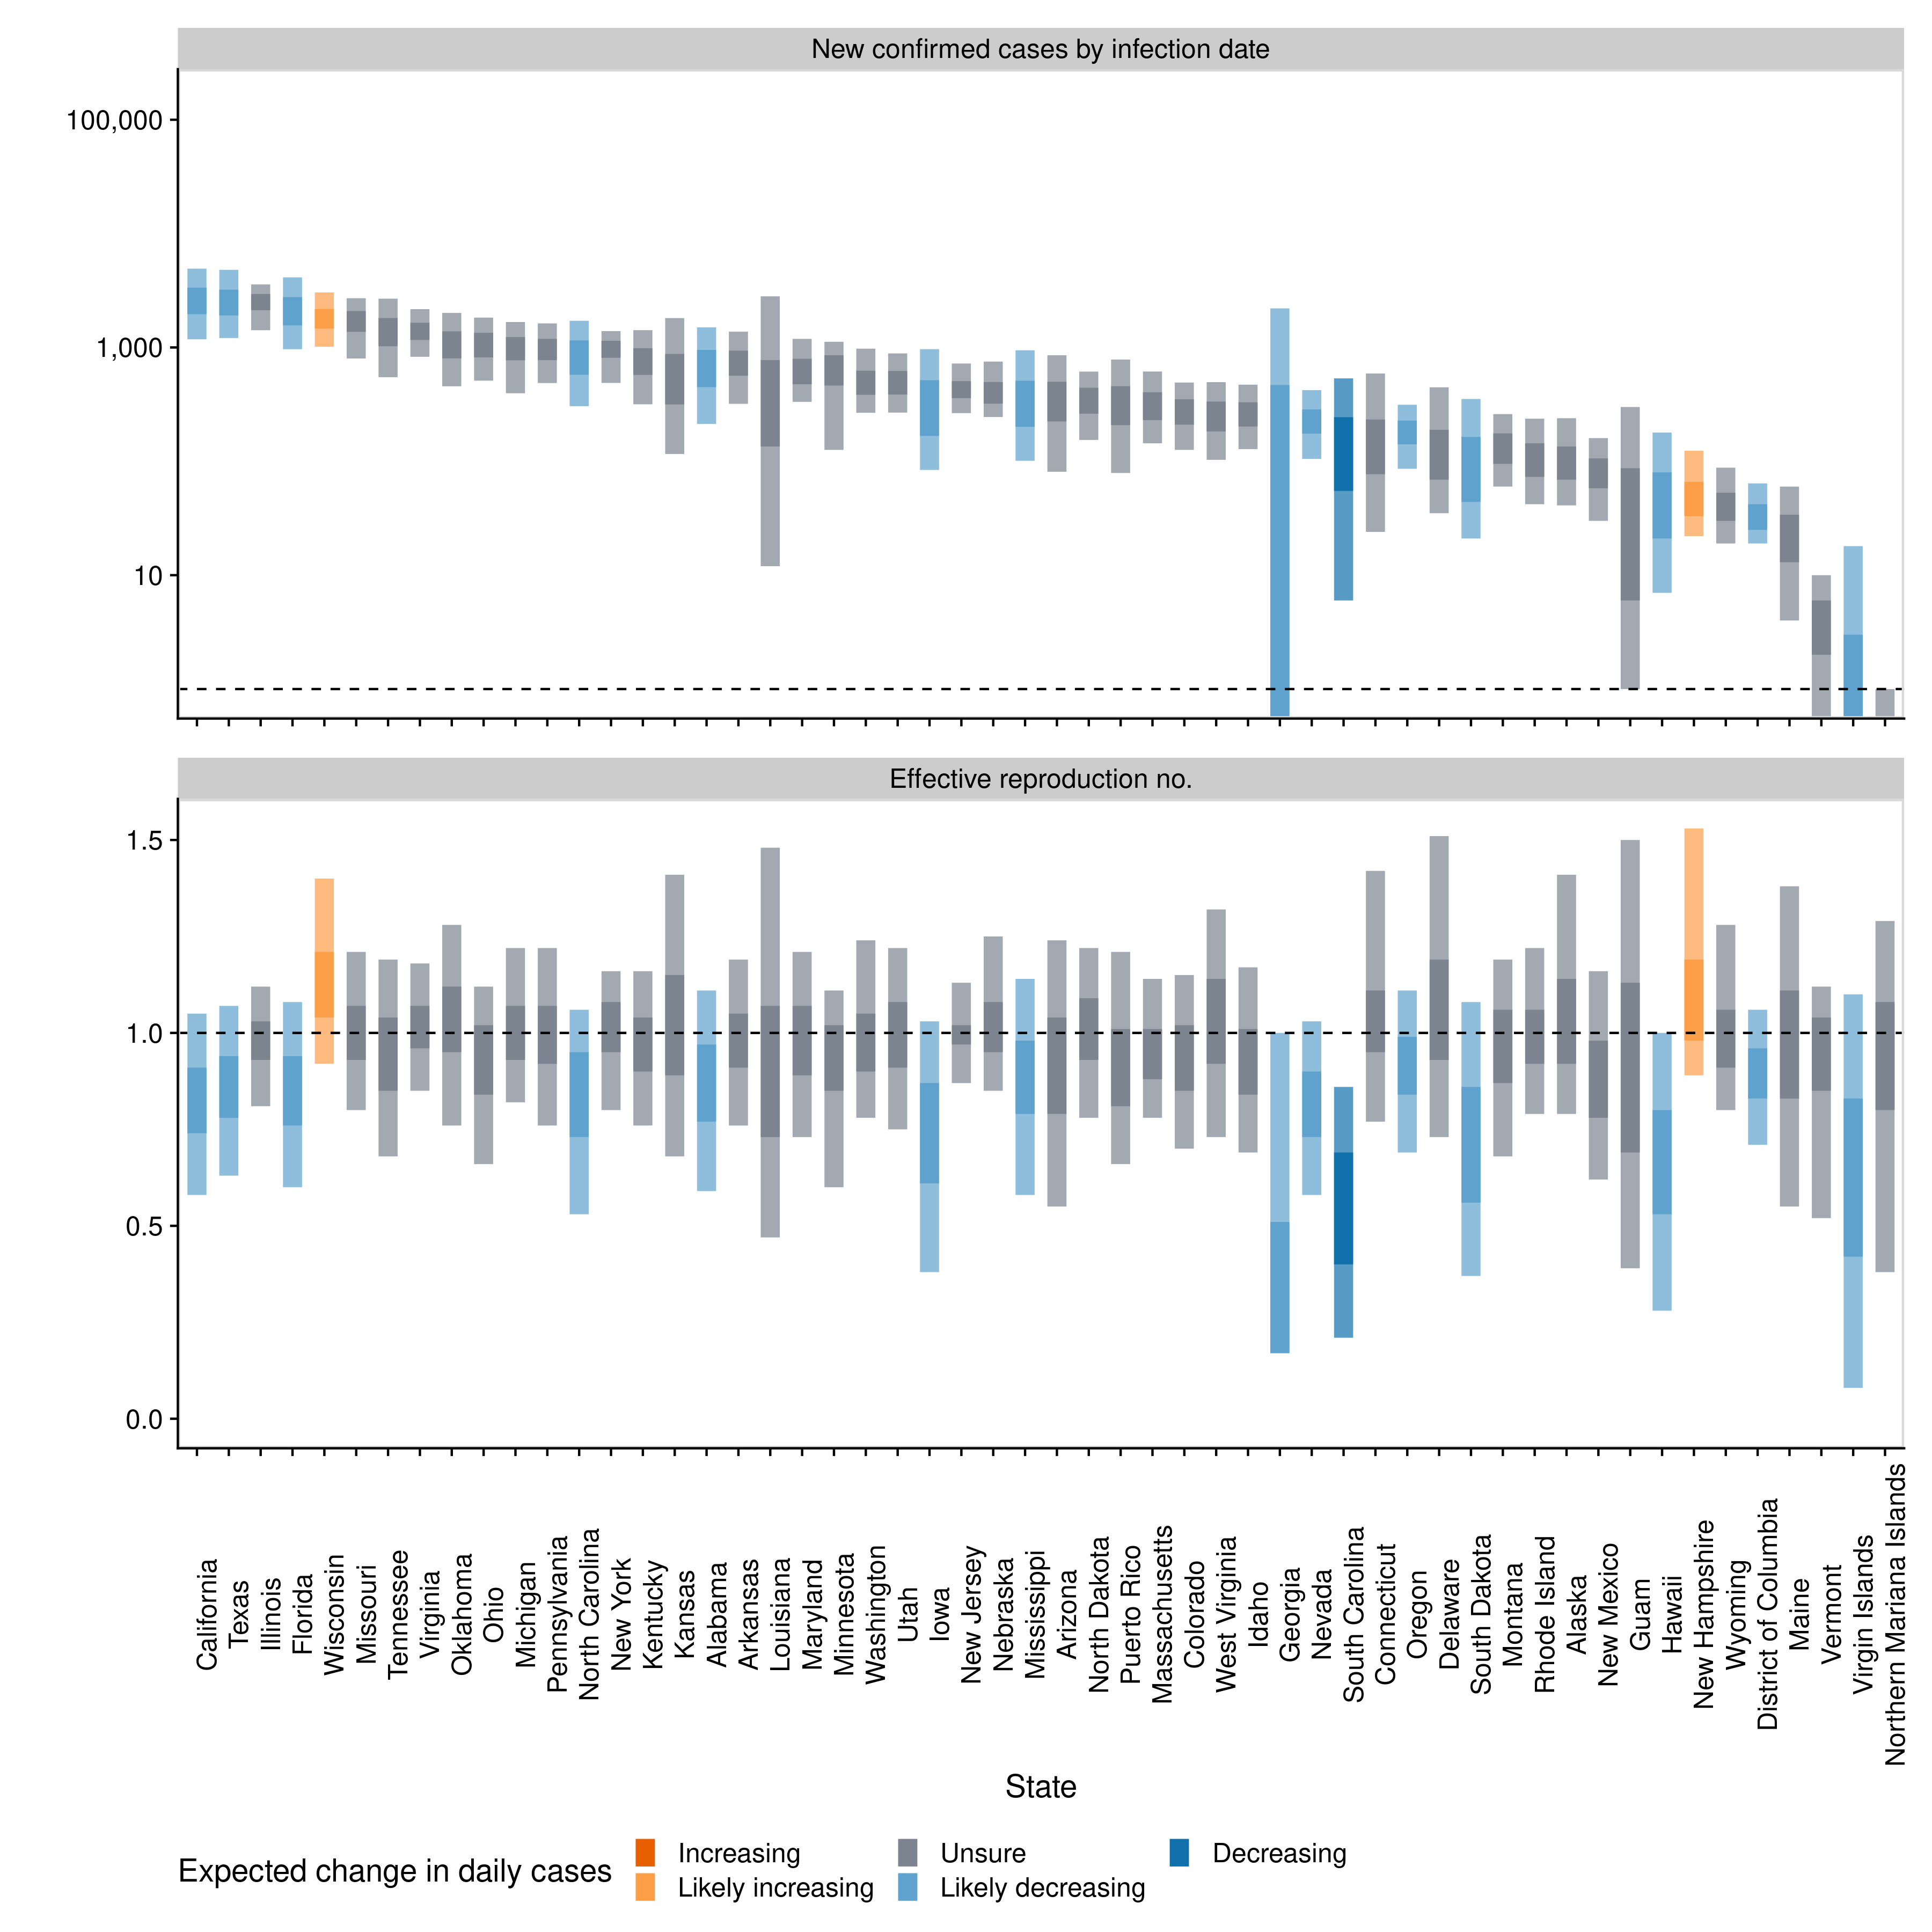 New confirmed cases by infection date
100,000
1,000
10
Effective reproduction no.
1.5
1.0
0.5
0.0
California
Texas
Illinois
Florida
Wisconsin
Missouri
Tennessee
Virginia
Oklahoma
Ohio
Michigan
Pennsylvania
North Carolina
New York
Kentucky
Kansas
Alabama
Arkansas
Louisiana
Maryland
Minnesota
Washington
Utah
Iowa
New Jersey
Nebraska
Mississippi
Arizona
North Dakota
Puerto Rico
Massachusetts
Colorado
West Virginia
Idaho
Georgia
Nevada
South Carolina
Connecticut
Oregon
Delaware
South Dakota
Montana
Rhode Island
Alaska
New Mexico
Guam
Hawaii
New Hampshire
Wyoming
District of Columbia
Maine
Vermont
Virgin Islands
Northern Mariana Islands
State
Expected change in daily cases
Increasing
Likely increasing
Unsure
Likely decreasing
Decreasing